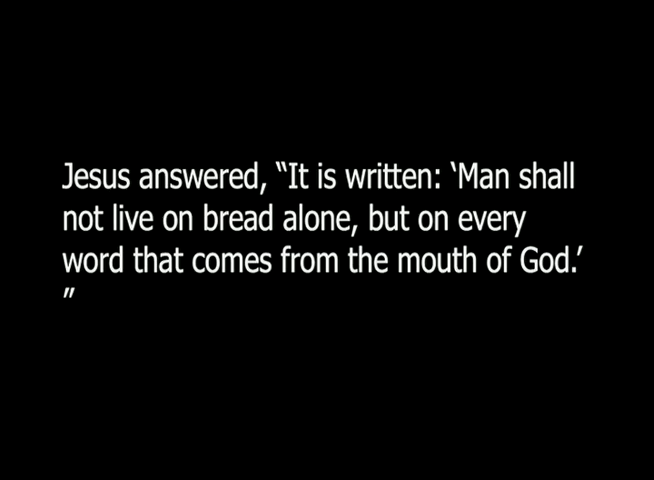 Jesus answered, “It is written: ‘Man shall
not live on bread alone, but on every
word that comes from the mouth of God.’
”